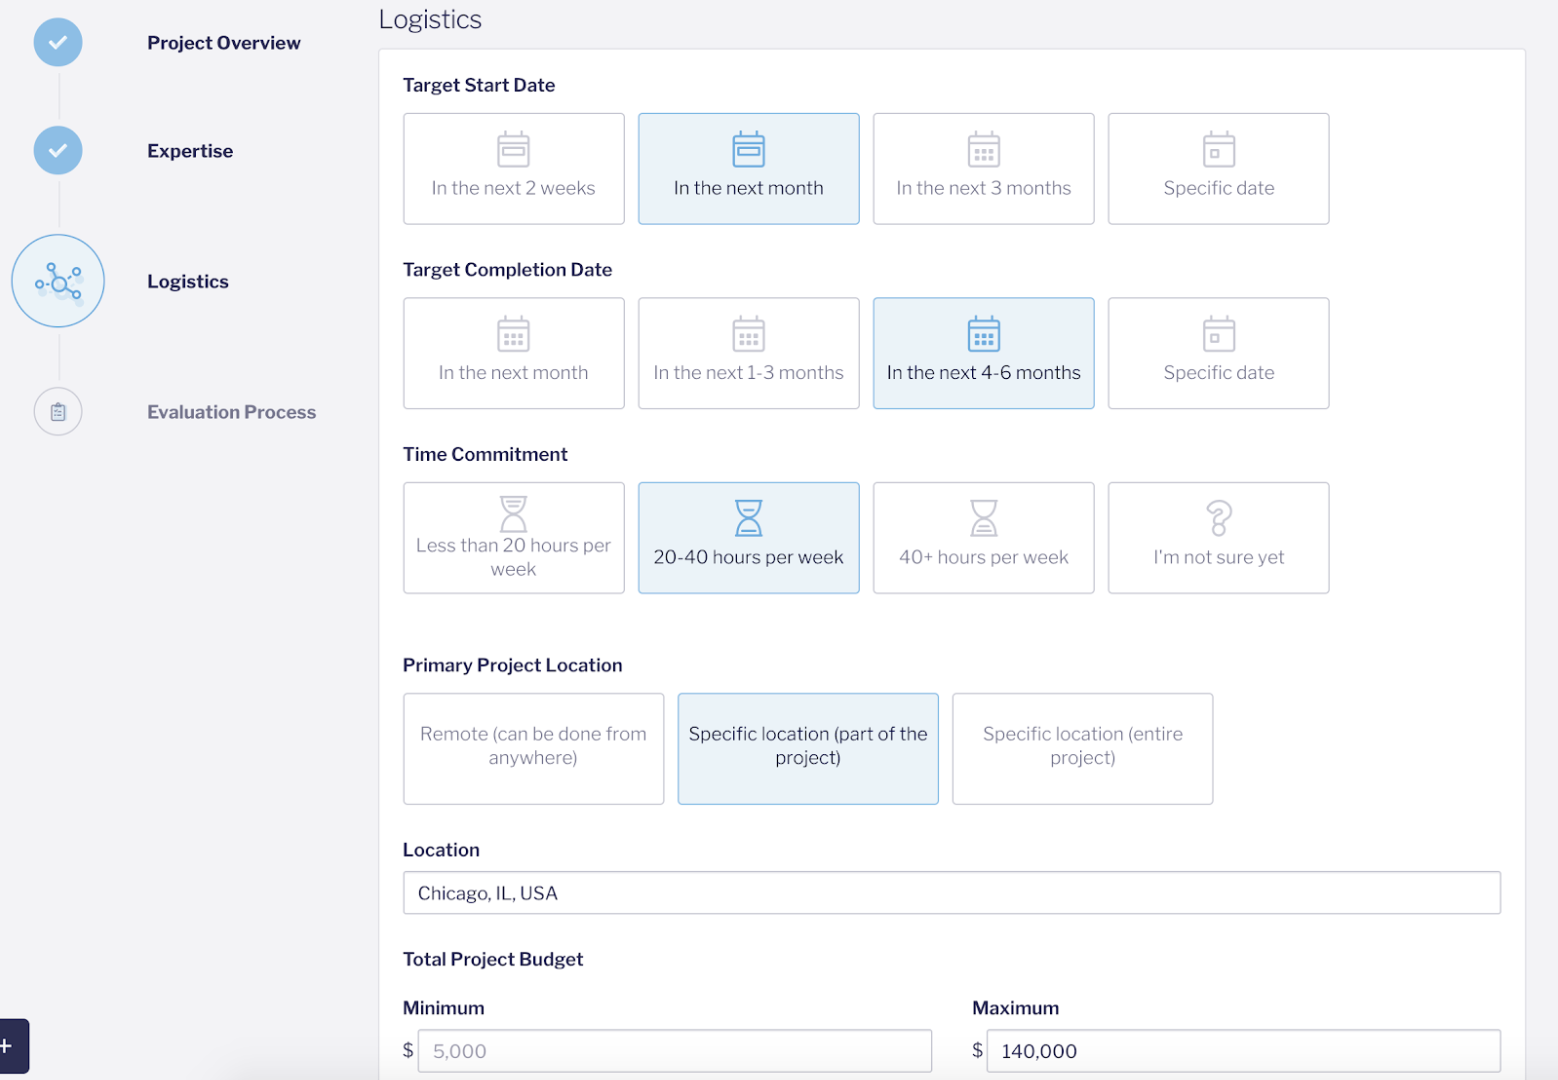 Project Overview
Expertise
Logistics
Evaluation Process
Logistics
Target Start Date
In the next 2 weeks
In the next month
In the next 3 months
Specific date
Target Completion Date
In the next month
In the next 1-3 months
In the next 4-6 months
Specific date
Time Commitment
Less than 20 hours per
week
20-40 hours per week
40+ hours per week
I'm not sure yet
Primary Project Location
Remote (can be done from
anywhere)
Specific location (part of the
project)
Specific location (entire
project)
Location
Chicago, IL, USA
Total Project Budget
Minimum
$ 5,000
Maximum
$ 140,000
+